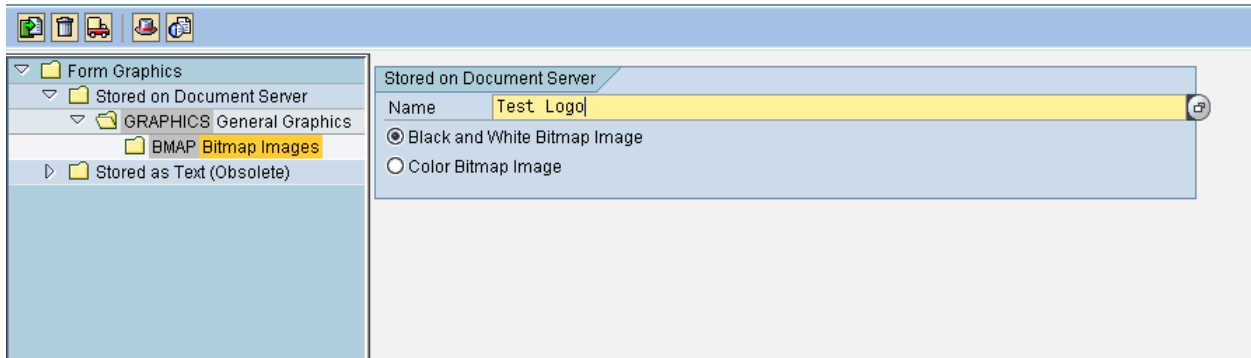 Form Graphics
Stored on Document Server
GRAPHICS General Graphics
BMAP Bitmap Images
Stored as Text (Obsolete)
Stored on Document Server
Name Test Logo
Black and White Bitmap Image
Color Bitmap Image